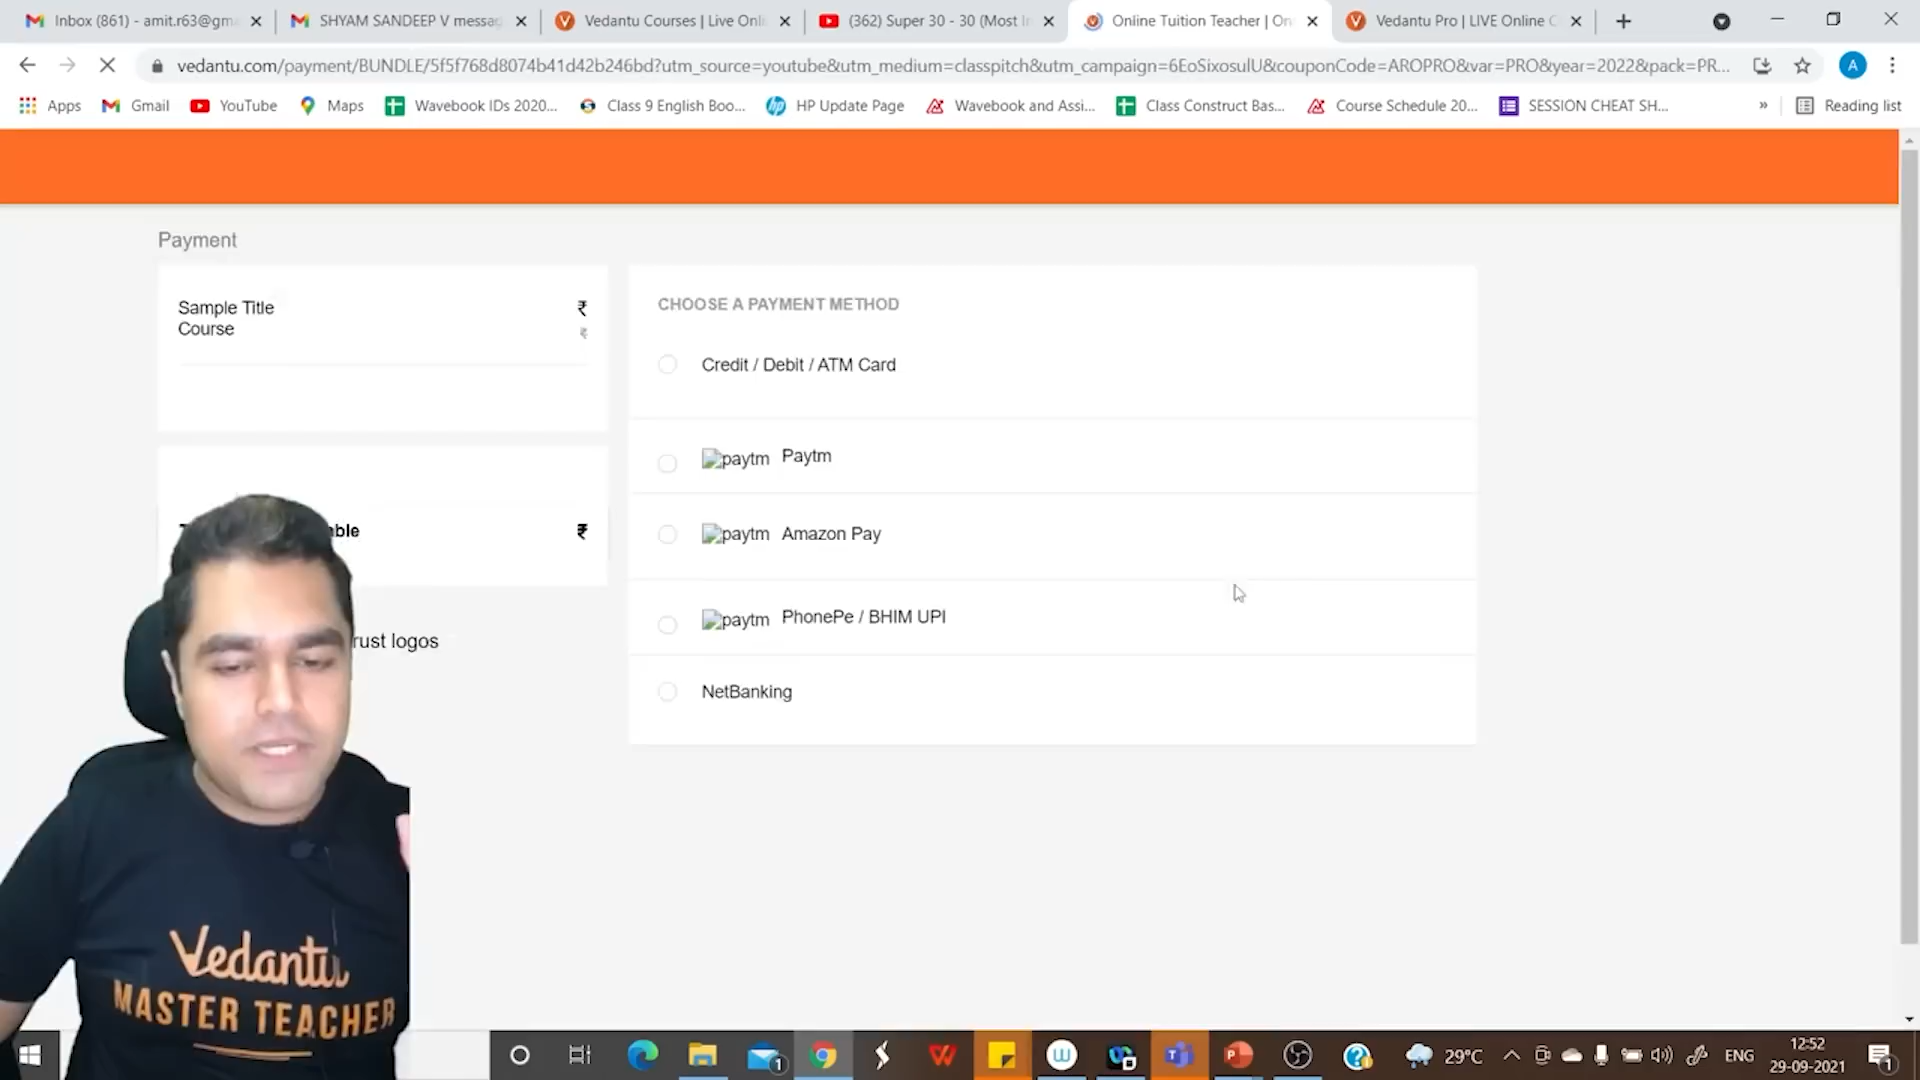 Inbox (861) - amit.r63@gm
SHYAM SANDEEP V messag
Vedantu Courses | Live Onli
(362) Super 30 - 30 (Most I
Online Tuition Teacher | On
Vedantu Pro | LIVE Online C
vedantu.com/payment/BUNDLE/5f5f768d8074b41d42b246bd?utm_source=youtube&utm_medium=classpitch&utm_campaign=6EoSixosulU&couponCode=AROPRO&var=PRO&year=2022&pack=PR...
A
Apps
Gmail
YouTube
Maps
Wavebook IDs 2020...
Class 9 English Boo...
HP Update Page
Wavebook and Assi...
Class Construct Bas...
Course Schedule 20...
SESSION CHEAT SH...
»
Reading list
Payment
Sample Title ₹
Course ₹
₹
rust logos
CHOOSE A PAYMENT METHOD
Credit / Debit / ATM Card
paytm Paytm
paytm Amazon Pay
paytm PhonePe / BHIM UPI
NetBanking
Vedantu
MASTER TEACHER
29°C
ENG
12:52
29-09-2021
1